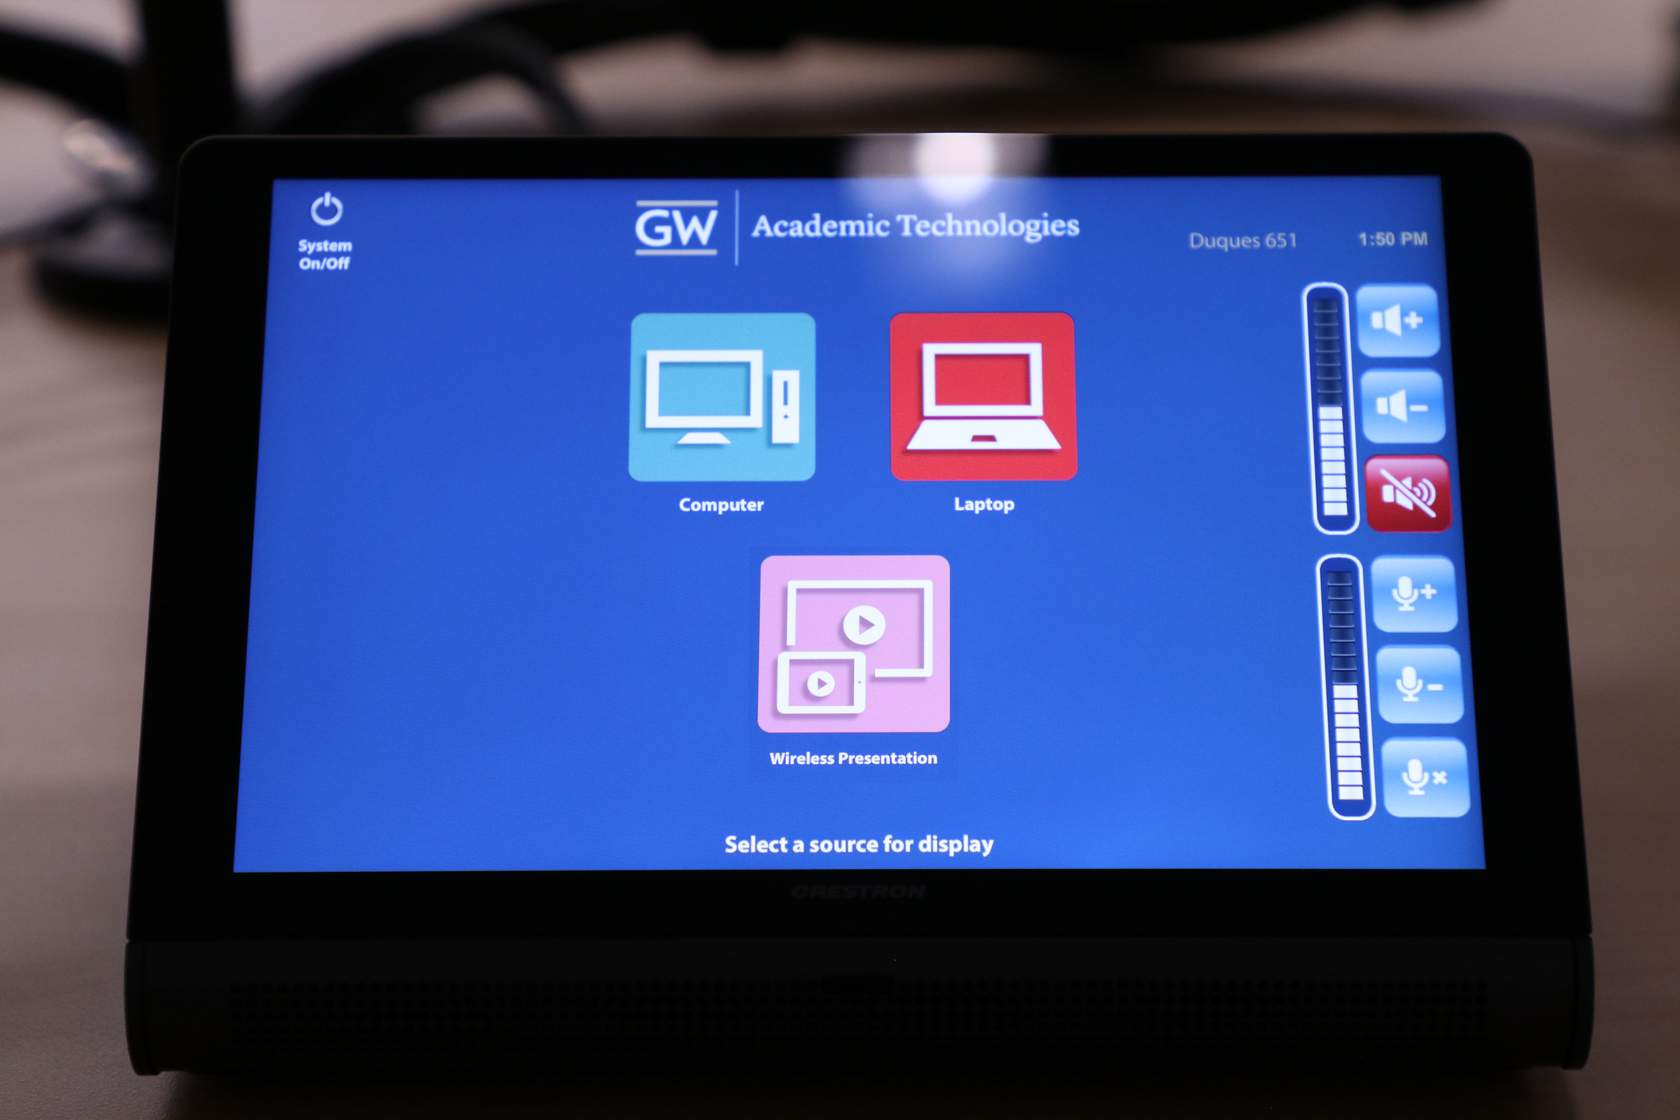 System
On/Off
GW
Academic Technologies
Duques 651
1:50 PM
Computer
Laptop
Wireless Presentation
Select a source for display
CRESTRON